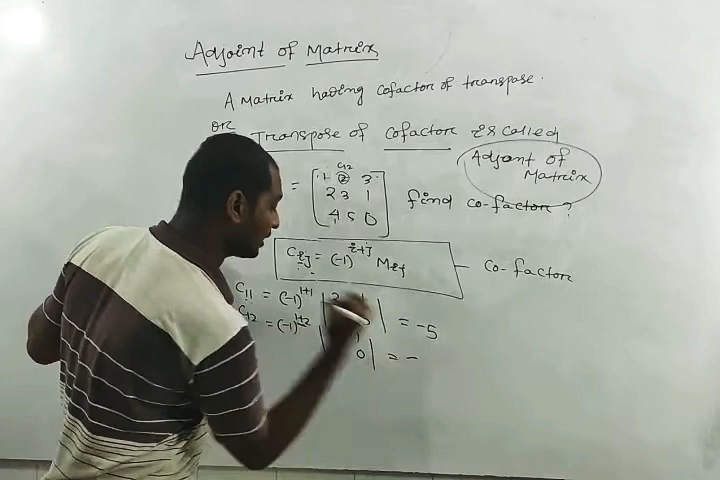 Adjoint of Matrix
A Matrix having cofactor of transpose.
OR Transpose of cofactor is called
Adjoint of
Matrix
C12
= [ 1 2 3
2 3 1
4 5 0 ] find co-factor ?
Cij = (-1)^i+j Mij — co-factor
C11 = (-1)^1+1 | 3 | = -5
C12 = (-1)^1+2 | 0 | = -